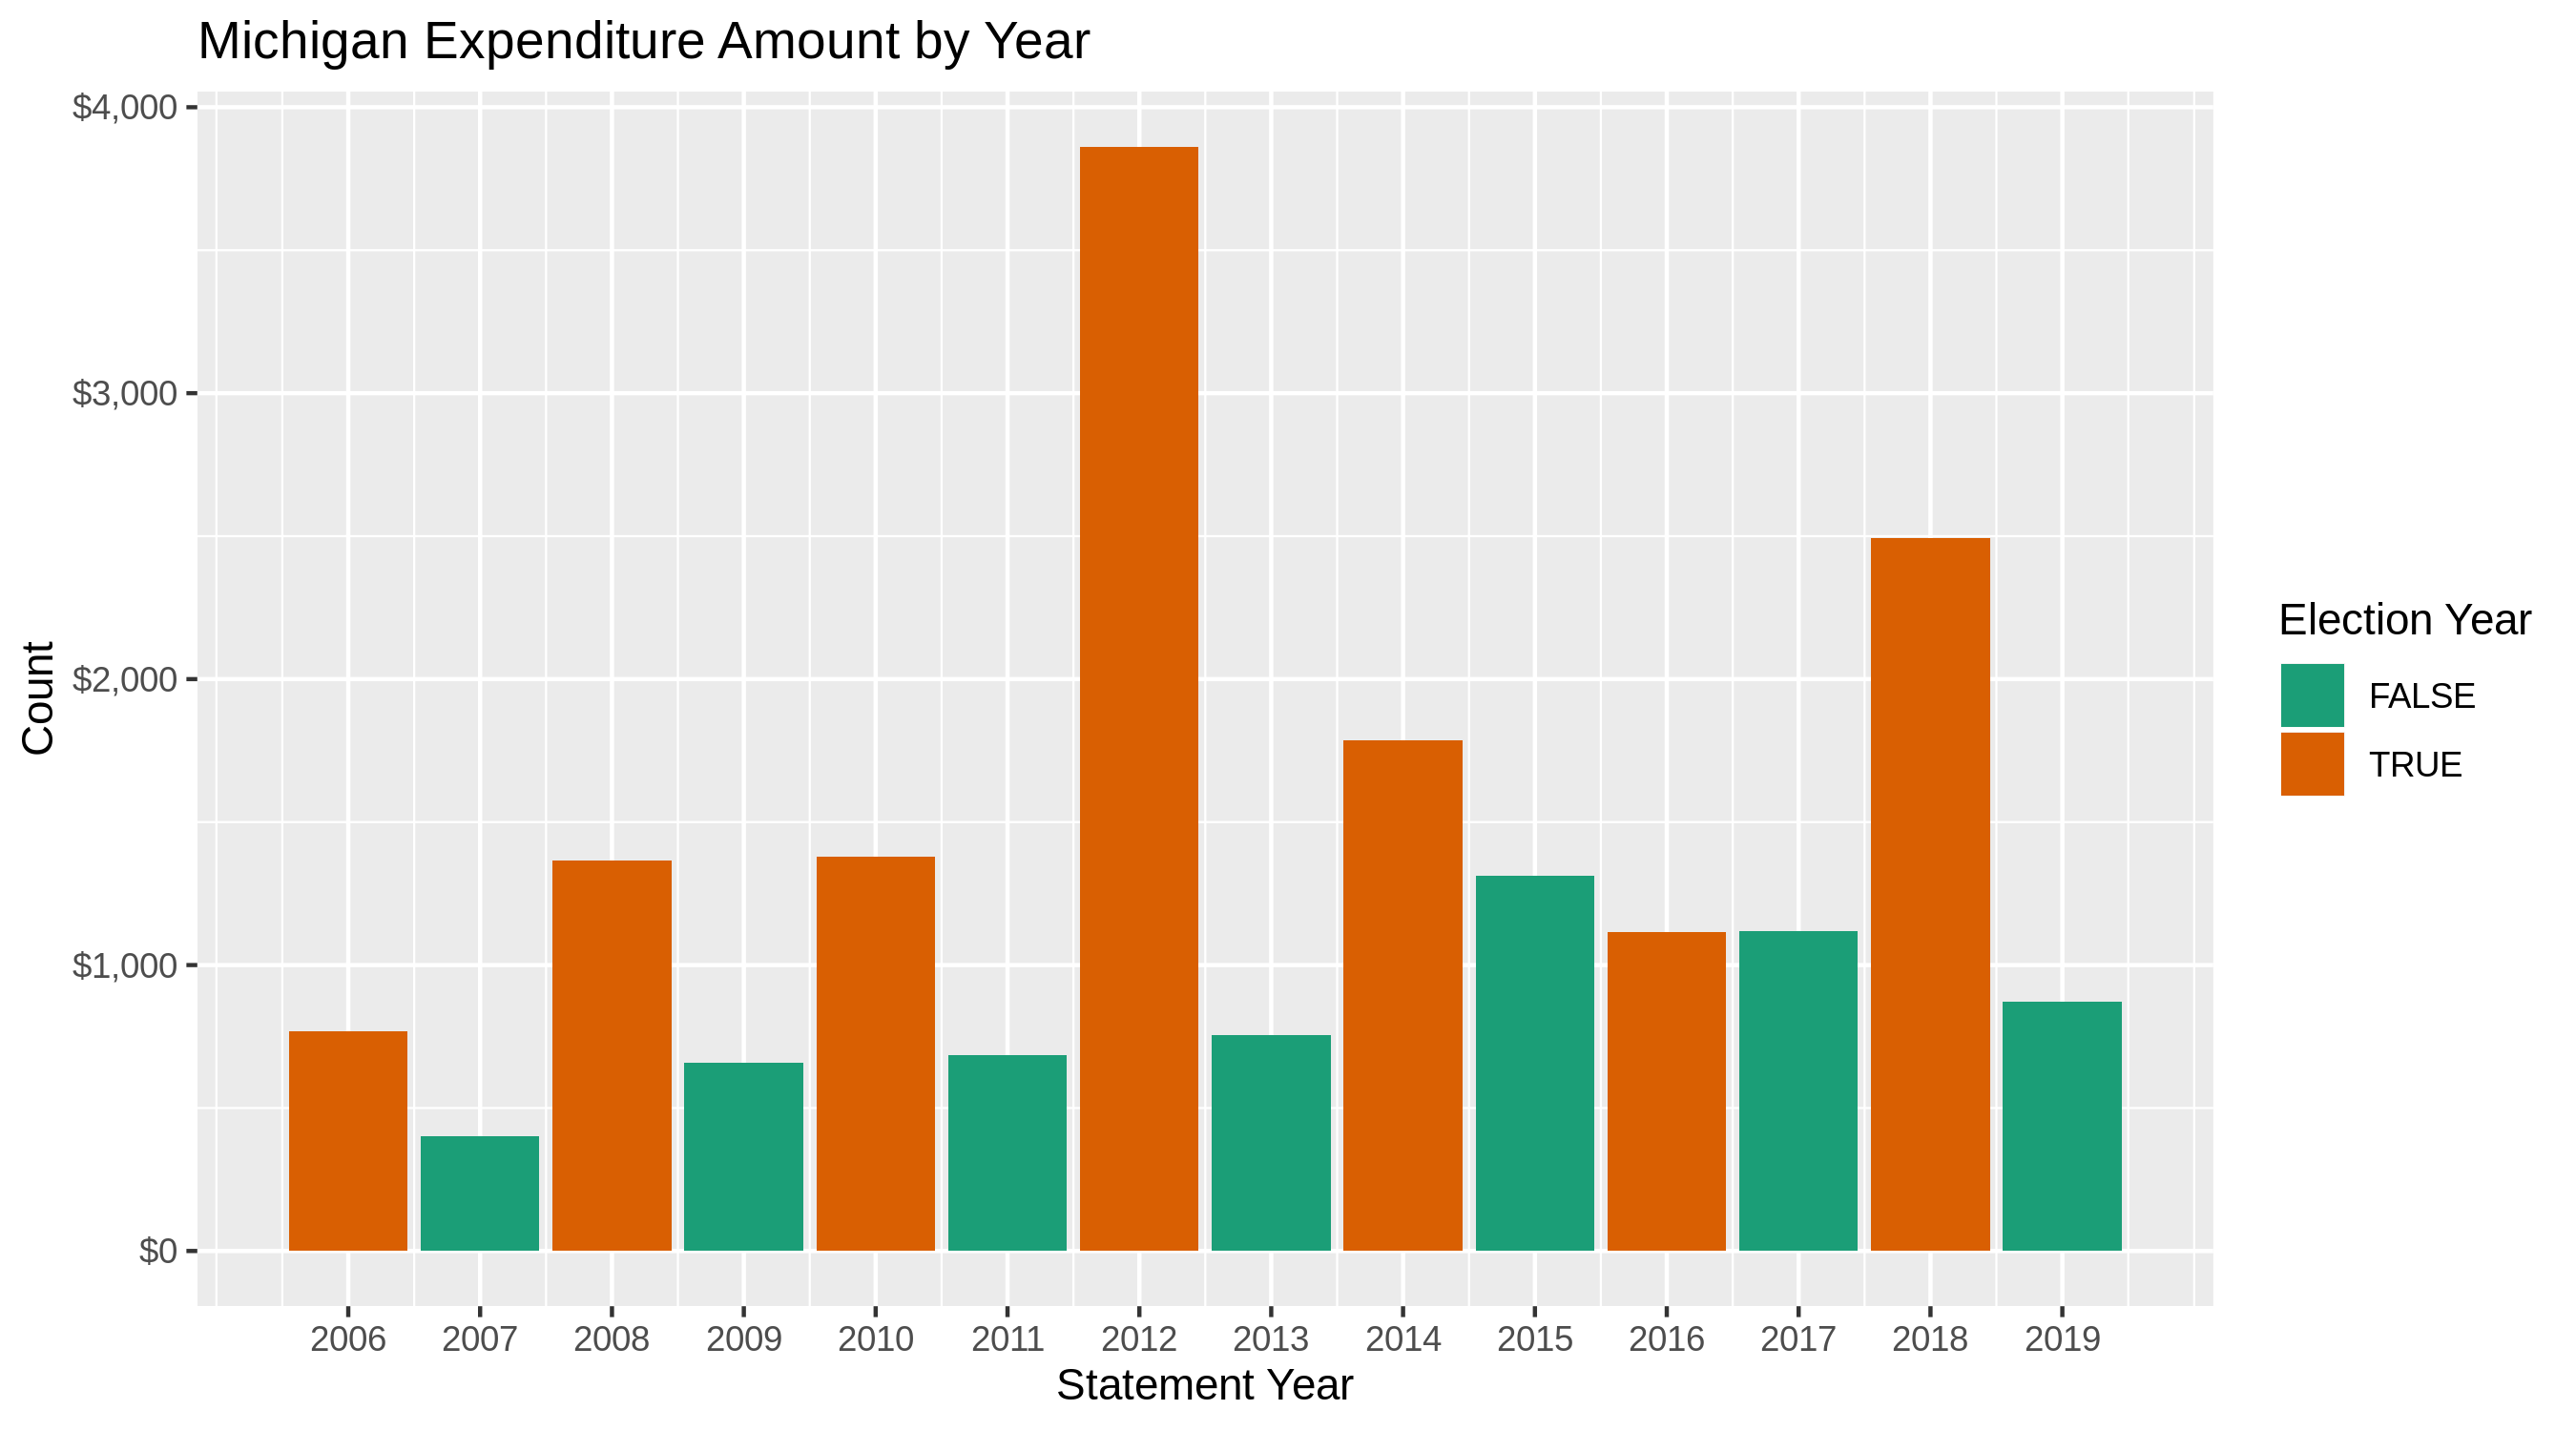 Michigan Expenditure Amount by Year
Count
$4,000
$3,000
$2,000
$1,000
$0
2006 2007 2008 2009 2010 2011 2012 2013 2014 2015 2016 2017 2018 2019
Statement Year
Election Year
FALSE
TRUE